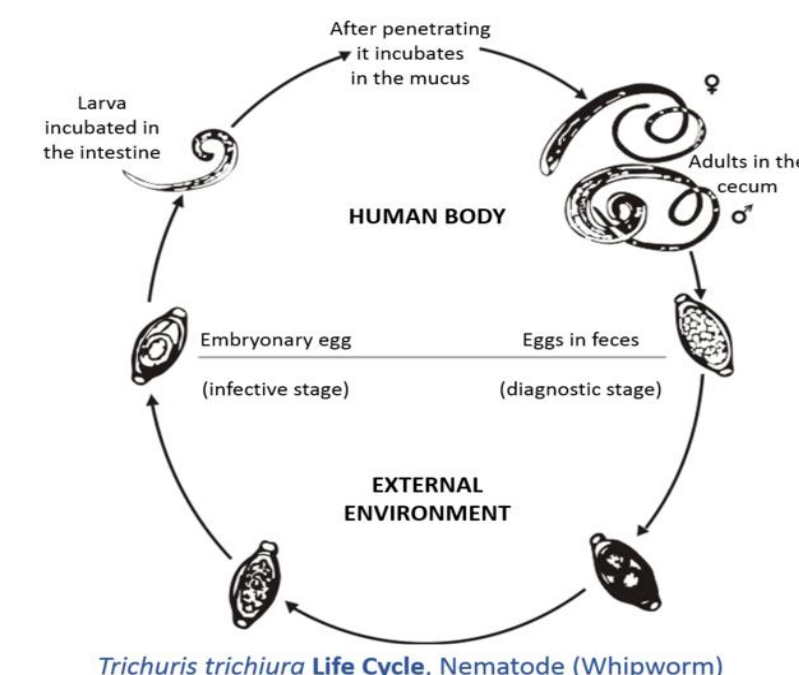 After penetrating
it incubates
in the mucus
Larva
incubated in
the intestine
♀
Adults in the
cecum
♂
HUMAN BODY
Embryonary egg
Eggs in feces
(infective stage)
(diagnostic stage)
EXTERNAL
ENVIRONMENT
Trichuris trichiura Life Cycle, Nematode (Whipworm)